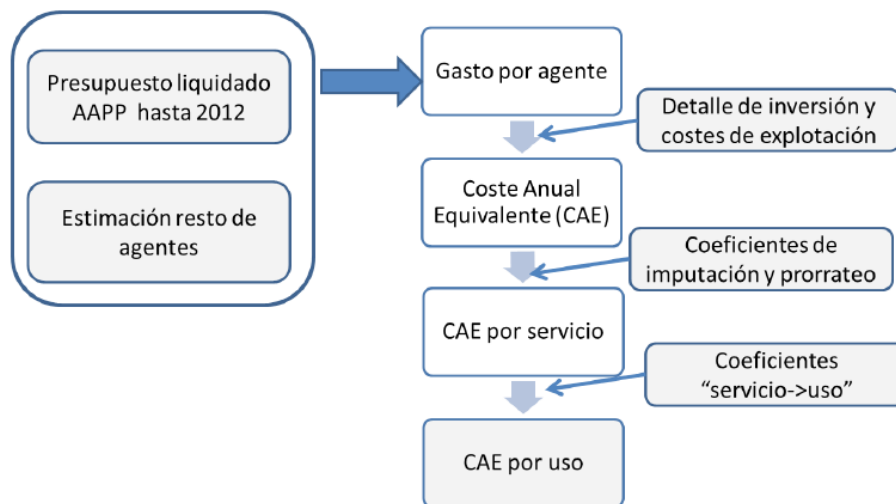 Presupuesto liquidado
AAPP hasta 2012
Estimación resto de
agentes
Gasto por agente
Detalle de inversión y
costes de explotación
Coste Anual
Equivalente (CAE)
Coeficientes de
imputación y prorrateo
CAE por servicio
Coeficientes
“servicio->uso”
CAE por uso